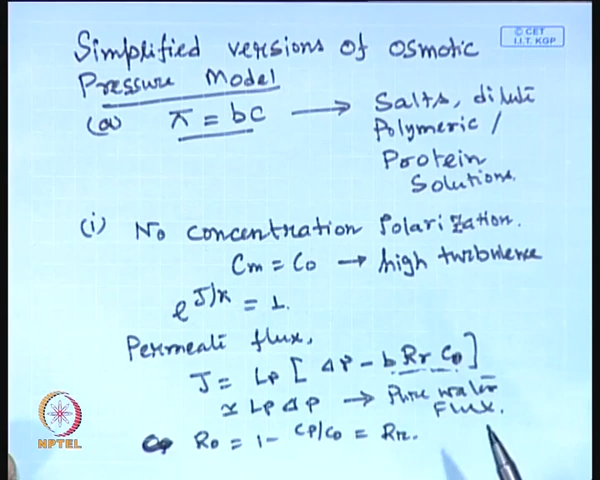 © CET
I.I.T. KGP
Simplified versions of Osmotic
Pressure Model
(a) π = bc ⟶ Salts, dilute
Polymeric /
Protein
Solutions.
(i) No concentration Polarization.
Cm = C0 → high turbulence
e^J/k = 1.
Permeate flux,
J = Lp [ ΔP - b Rr C0 ]
≃ Lp ΔP → Pure water
Flux.
R0 = 1 - Cp/C0 = Rr.
NPTEL